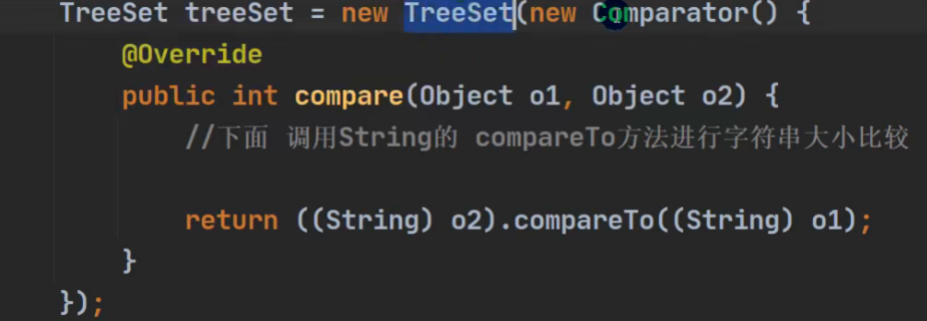 TreeSet treeSet = new TreeSet(new Comparator() {
@Override
public int compare(Object o1, Object o2) {
//下面 调用String的 compareTo方法进行字符串大小比较
return ((String) o2).compareTo((String) o1);
}
});